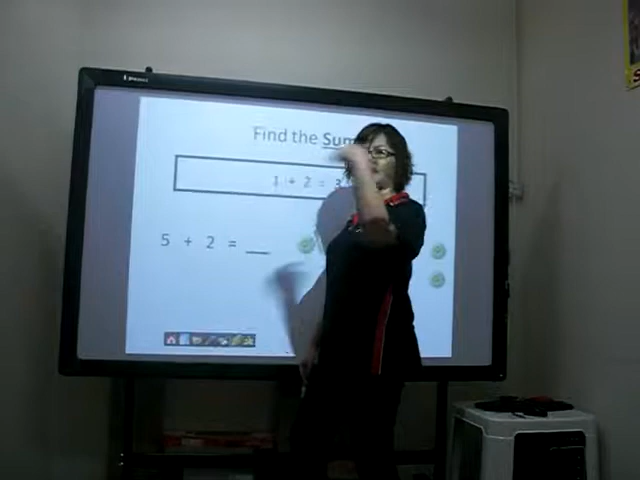 Find the Sum
1 + 2 = 3
5 + 2 = __